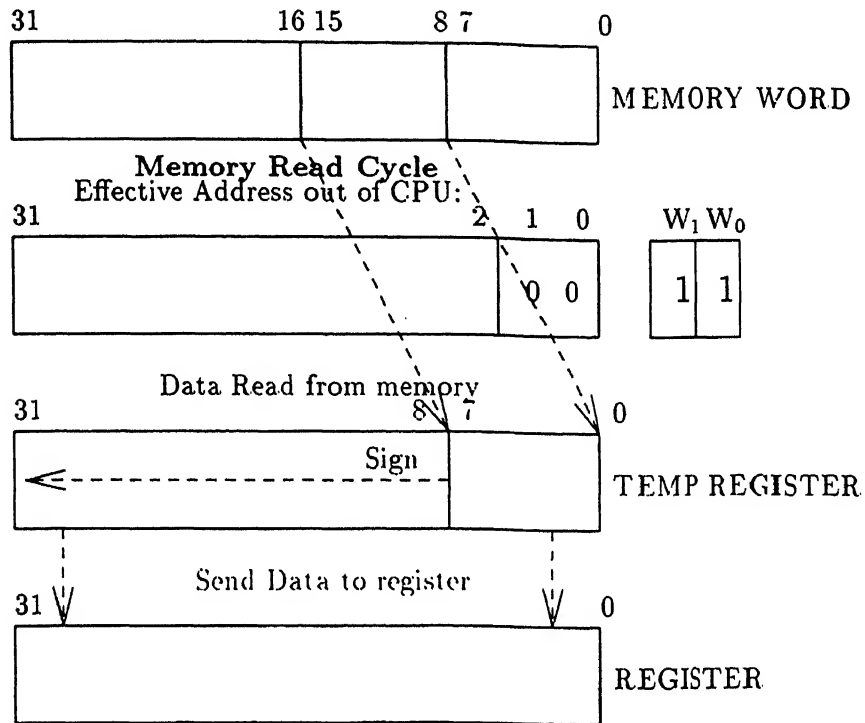 31 16 15 8 7 0
MEMORY WORD
Memory Read Cycle
Effective Address out of CPU:
31 2 1 0 W1 W0
0 0 1 1
Data Read from memory
31 8 7 0
Sign
TEMP REGISTER
Send Data to register
31 0
REGISTER